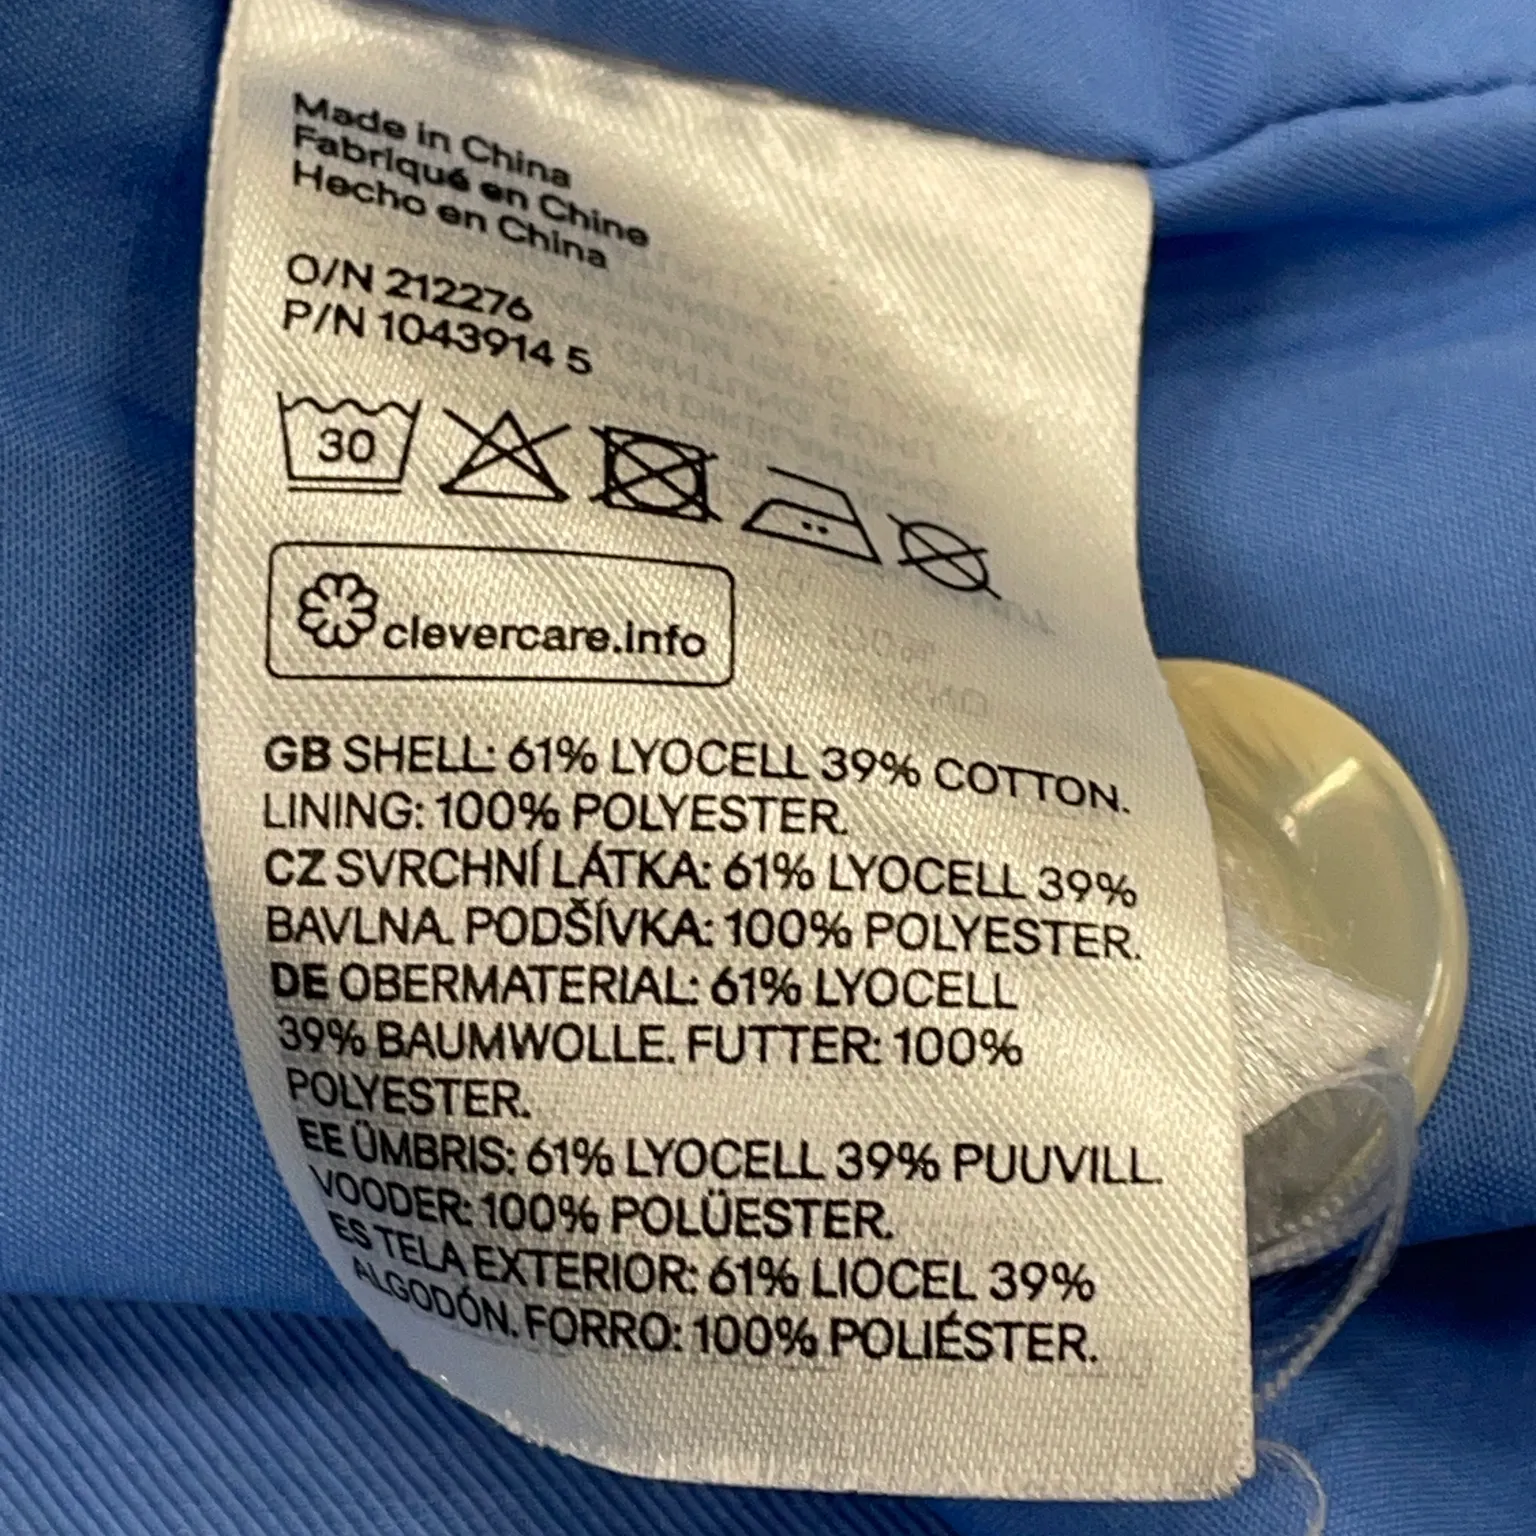 Made in China
Fabriqué en Chine
Hecho en China
O/N 212276
P/N 1043914 5
30
clevercare.info
GB SHELL: 61% LYOCELL 39% COTTON.
LINING: 100% POLYESTER.
CZ SVRCHNÍ LÁTKA: 61% LYOCELL 39%
BAVLNA. PODŠÍVKA: 100% POLYESTER.
DE OBERMATERIAL: 61% LYOCELL
39% BAUMWOLLE. FUTTER: 100%
POLYESTER.
EE ÜMBRIS: 61% LYOCELL 39% PUUVILL.
VOODER: 100% POLÜESTER.
ES TELA EXTERIOR: 61% LIOCEL 39%
ALGODÓN. FORRO: 100% POLIÉSTER.